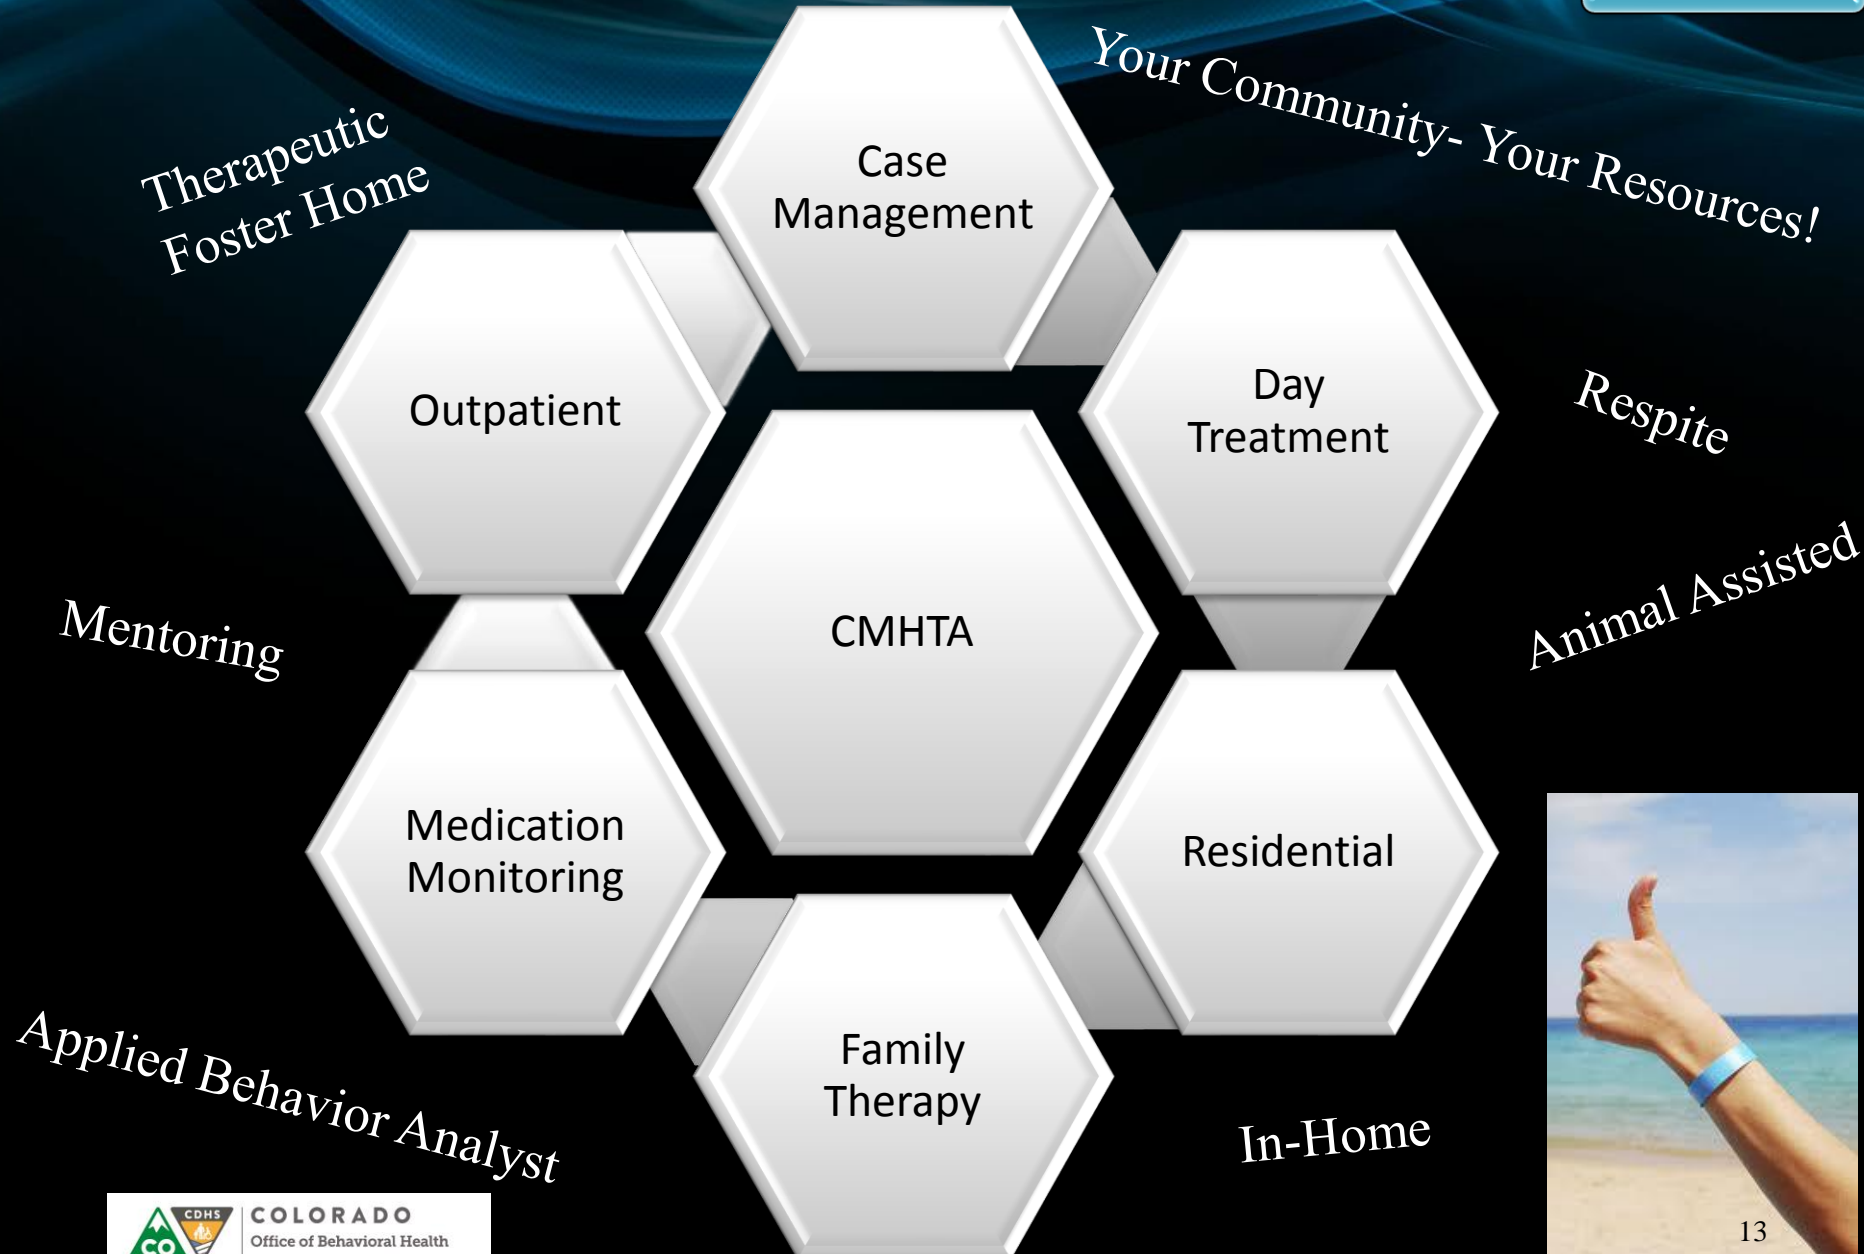 Your Community- Your Resources!
Therapeutic
Foster Home
Case
Management
Outpatient
Day
Treatment
Respite
CMHTA
Animal Assisted
Mentoring
Medication
Monitoring
Residential
Family
Therapy
Applied Behavior Analyst
In-Home
CDHS
CO
COLORADO
Office of Behavioral Health
13